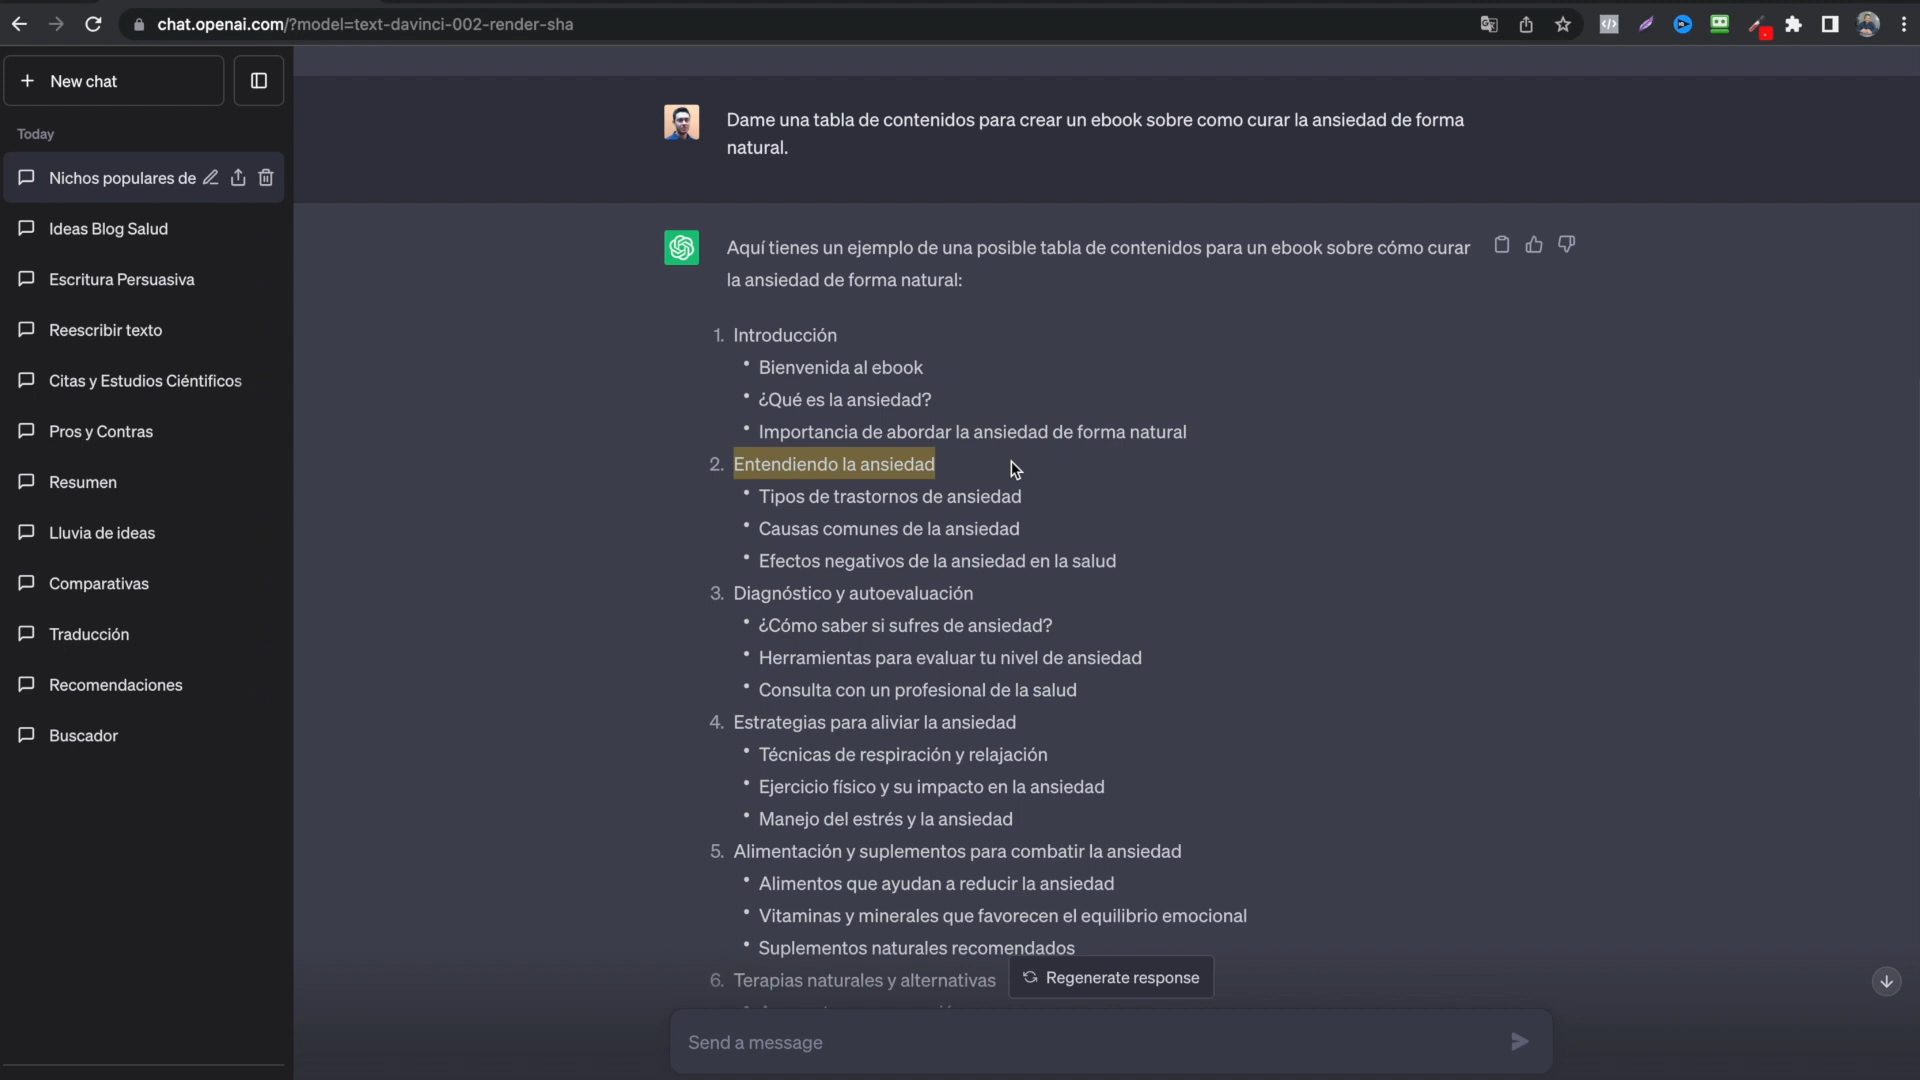 chat.openai.com/?model=text-davinci-002-render-sha
New chat
Today
Nichos populares de
Ideas Blog Salud
Escritura Persuasiva
Reescribir texto
Citas y Estudios Ciéntificos
Pros y Contras
Resumen
Lluvia de ideas
Comparativas
Traducción
Recomendaciones
Buscador
Dame una tabla de contenidos para crear un ebook sobre como curar la ansiedad de forma
natural.
Aquí tienes un ejemplo de una posible tabla de contenidos para un ebook sobre cómo curar
la ansiedad de forma natural:
1. Introducción
• Bienvenida al ebook
• ¿Qué es la ansiedad?
• Importancia de abordar la ansiedad de forma natural
2. Entendiendo la ansiedad
• Tipos de trastornos de ansiedad
• Causas comunes de la ansiedad
• Efectos negativos de la ansiedad en la salud
3. Diagnóstico y autoevaluación
• ¿Cómo saber si sufres de ansiedad?
• Herramientas para evaluar tu nivel de ansiedad
• Consulta con un profesional de la salud
4. Estrategias para aliviar la ansiedad
• Técnicas de respiración y relajación
• Ejercicio físico y su impacto en la ansiedad
• Manejo del estrés y la ansiedad
5. Alimentación y suplementos para combatir la ansiedad
• Alimentos que ayudan a reducir la ansiedad
• Vitaminas y minerales que favorecen el equilibrio emocional
• Suplementos naturales recomendados
6. Terapias naturales y alternativas
Regenerate response
Send a message